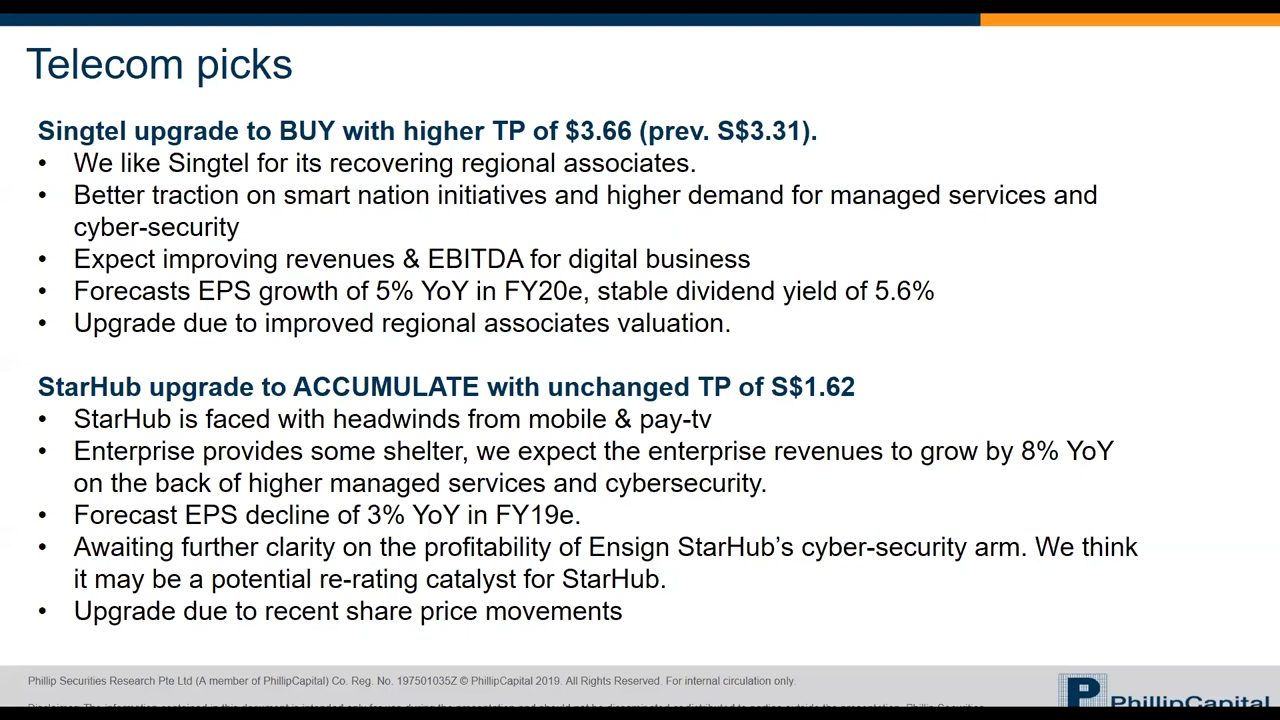 Telecom picks
Singtel upgrade to BUY with higher TP of $3.66 (prev. S$3.31).
• We like Singtel for its recovering regional associates.
• Better traction on smart nation initiatives and higher demand for managed services and
cyber-security
• Expect improving revenues & EBITDA for digital business
• Forecasts EPS growth of 5% YoY in FY20e, stable dividend yield of 5.6%
• Upgrade due to improved regional associates valuation.
StarHub upgrade to ACCUMULATE with unchanged TP of S$1.62
• StarHub is faced with headwinds from mobile & pay-tv
• Enterprise provides some shelter, we expect the enterprise revenues to grow by 8% YoY
on the back of higher managed services and cybersecurity.
• Forecast EPS decline of 3% YoY in FY19e.
• Awaiting further clarity on the profitability of Ensign StarHub’s cyber-security arm. We think
it may be a potential re-rating catalyst for StarHub.
• Upgrade due to recent share price movements
Phillip Securities Research Pte Ltd (A member of PhillipCapital) Co. Reg. No. 197501035Z © PhillipCapital 2019. All Rights Reserved. For internal circulation only.
PhillipCapital